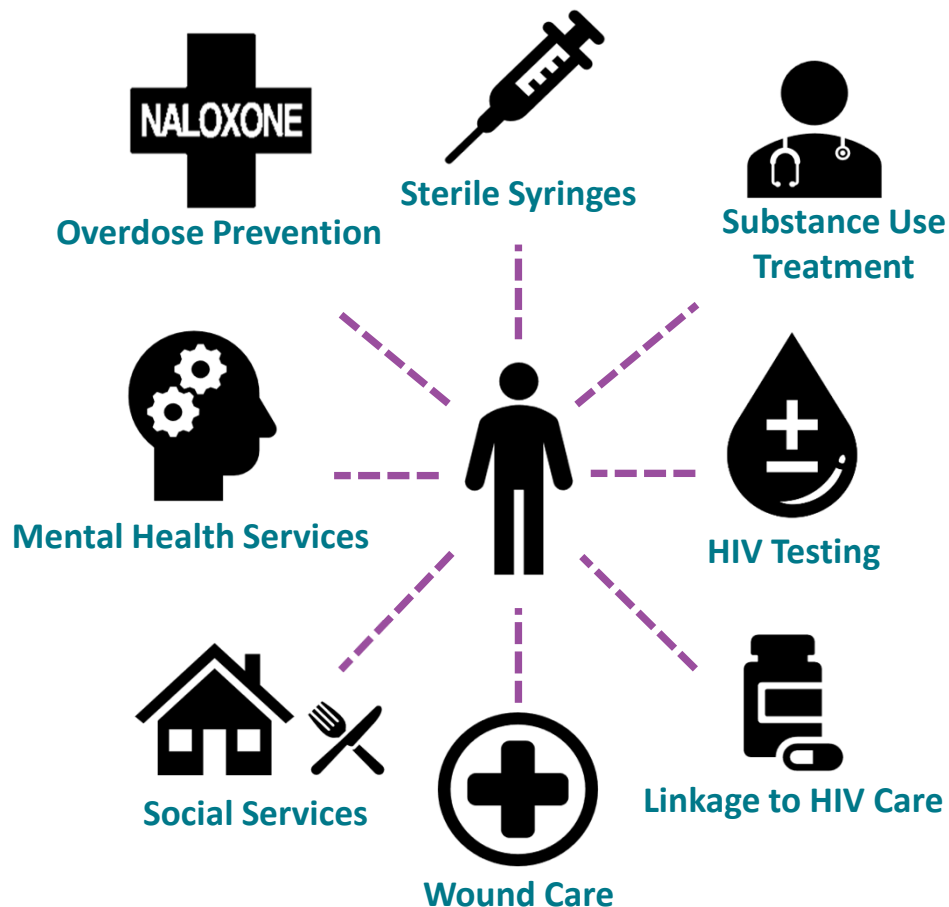 NALOXONE
Overdose Prevention
Sterile Syringes
Substance Use
Treatment
Mental Health Services
HIV Testing
Social Services
Linkage to HIV Care
Wound Care